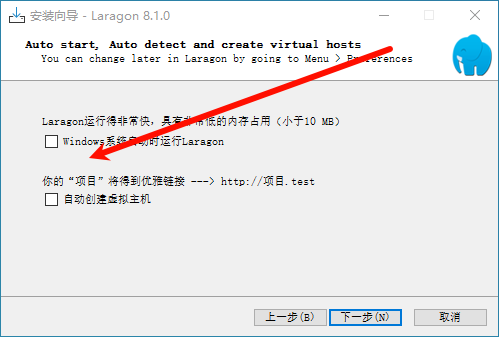 安装向导 - Laragon 8.1.0
Auto start, Auto detect and create virtual hosts
You can change later in Laragon by going to Menu > Preferences
Laragon运行得非常快，具有非常低的内存占用（小于10 MB）
Windows系统启动时运行Laragon
你的“项目”将得到优雅链接 ---> http://项目.test
自动创建虚拟主机
上一步(B)
下一步(N)
取消